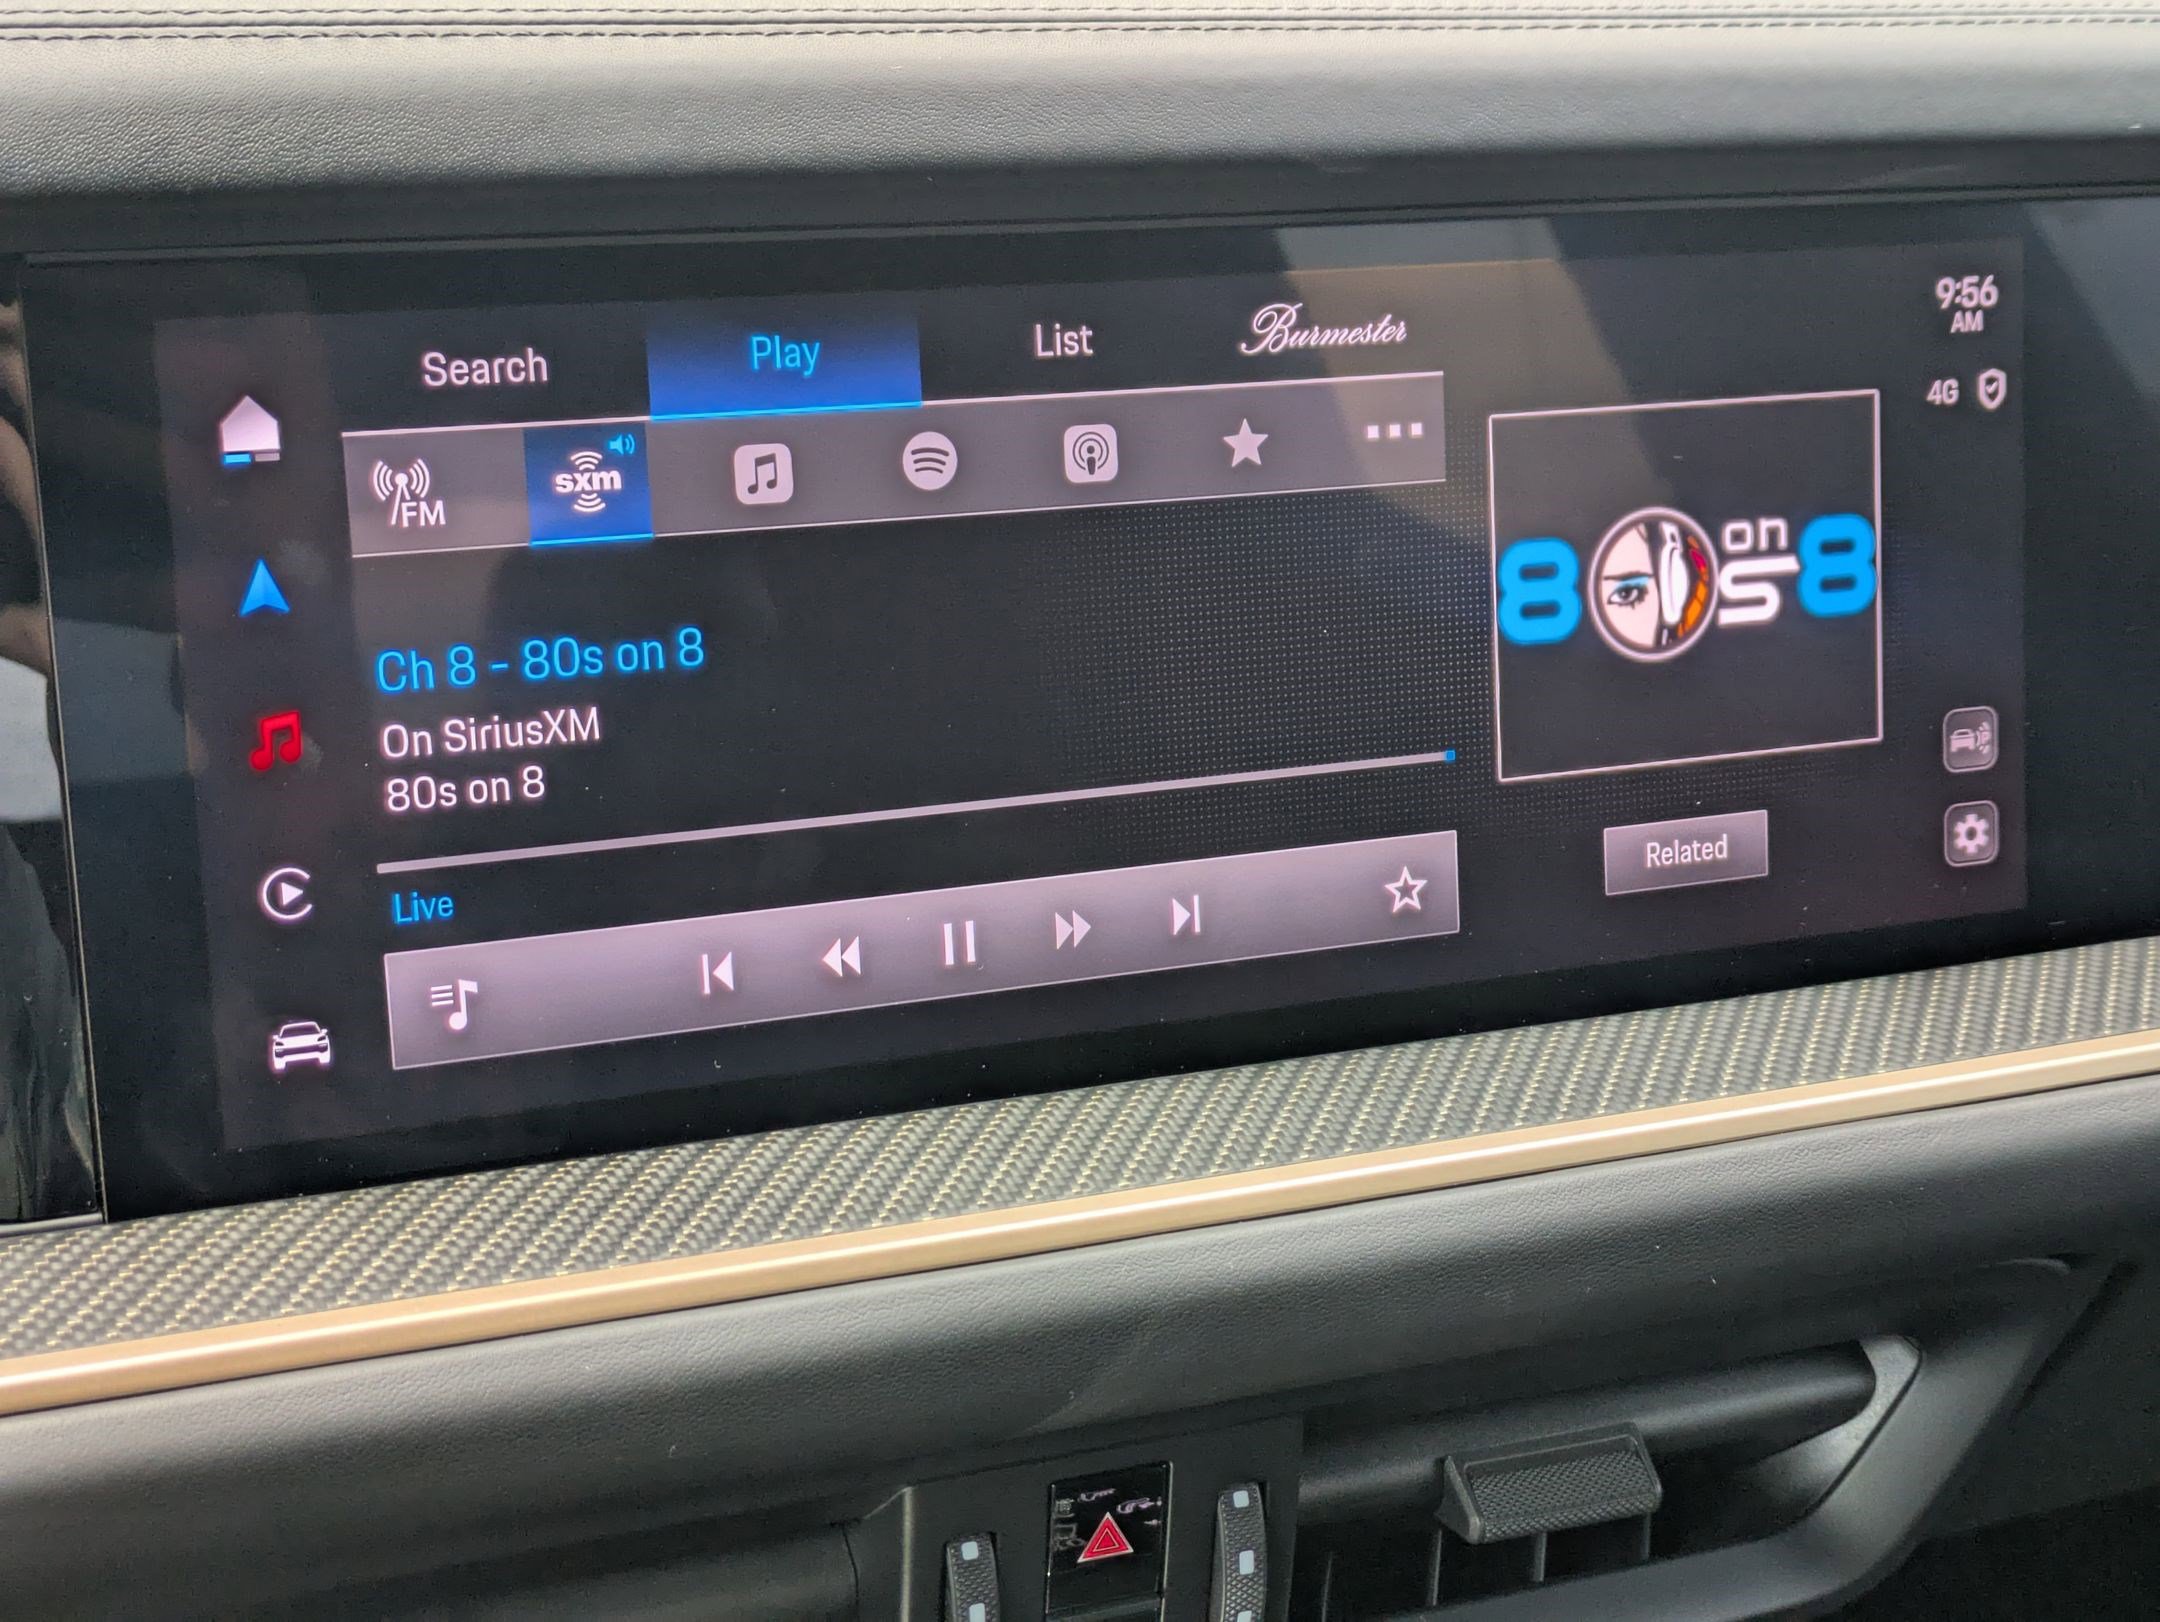 Search Play List Burmester
9:56
AM
4G
FM
sxm
80s on 8
Ch 8 - 80s on 8
On SiriusXM
80s on 8
Live
Related